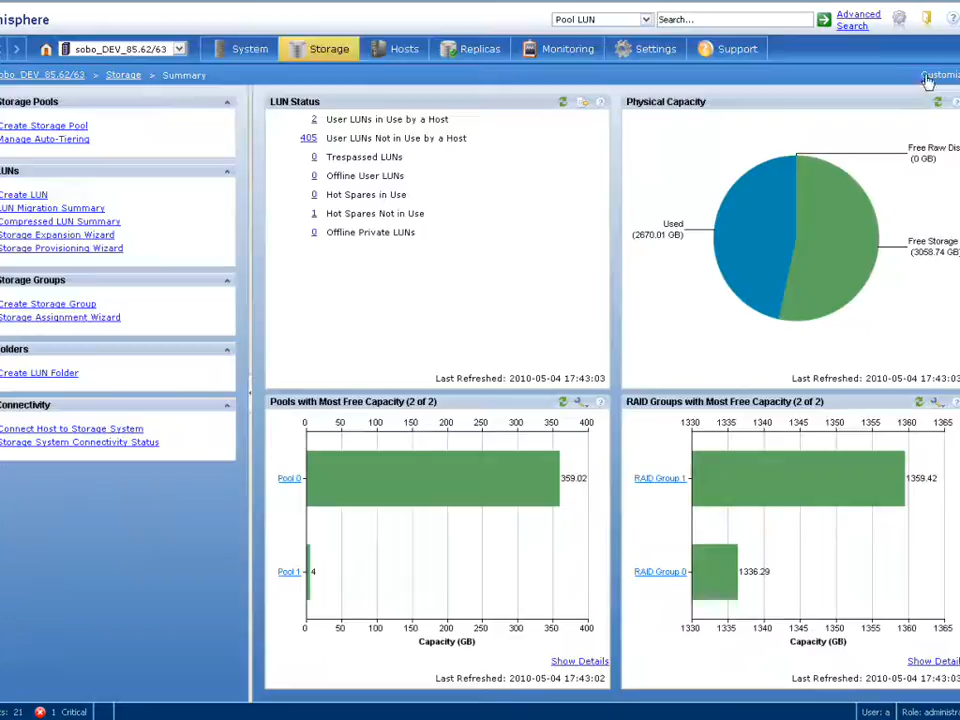 isphere
Pool LUN
Search...
Advanced Search
sobo_DEV_85.62/63
System
Storage
Hosts
Replicas
Monitoring
Settings
Support
obo_DEV_85.62/63 > Storage > Summary
Customiz
Storage Pools
Create Storage Pool
Manage Auto-Tiering
LUNs
Create LUN
LUN Migration Summary
Compressed LUN Summary
Storage Expansion Wizard
Storage Provisioning Wizard
Storage Groups
Create Storage Group
Storage Assignment Wizard
olders
Create LUN Folder
Connectivity
Connect Host to Storage System
Storage System Connectivity Status
LUN Status
2 User LUNs in Use by a Host
405 User LUNs Not in Use by a Host
0 Trespassed LUNs
0 Offline User LUNs
0 Hot Spares in Use
1 Hot Spares Not in Use
0 Offline Private LUNs
Last Refreshed: 2010-05-04 17:43:03
Physical Capacity
Free Raw Dis
(0 GB)
Used
(2670.01 GB)
Free Storage
(3058.74 GB)
Last Refreshed: 2010-05-04 17:43:03
Pools with Most Free Capacity (2 of 2)
0 50 100 150 200 250 300 350 400
Pool 0
359.02
Pool 1
4
0 50 100 150 200 250 300 350 400
Capacity (GB)
Show Details
Last Refreshed: 2010-05-04 17:43:02
RAID Groups with Most Free Capacity (2 of 2)
1330 1335 1340 1345 1350 1355 1360 1365
RAID Group 1
1359.42
RAID Group 0
1336.29
1330 1335 1340 1345 1350 1355 1360 1365
Capacity (GB)
Show Detail
Last Refreshed: 2010-05-04 17:43:03
ts: 21
1 Critical
User: a
Role: administra